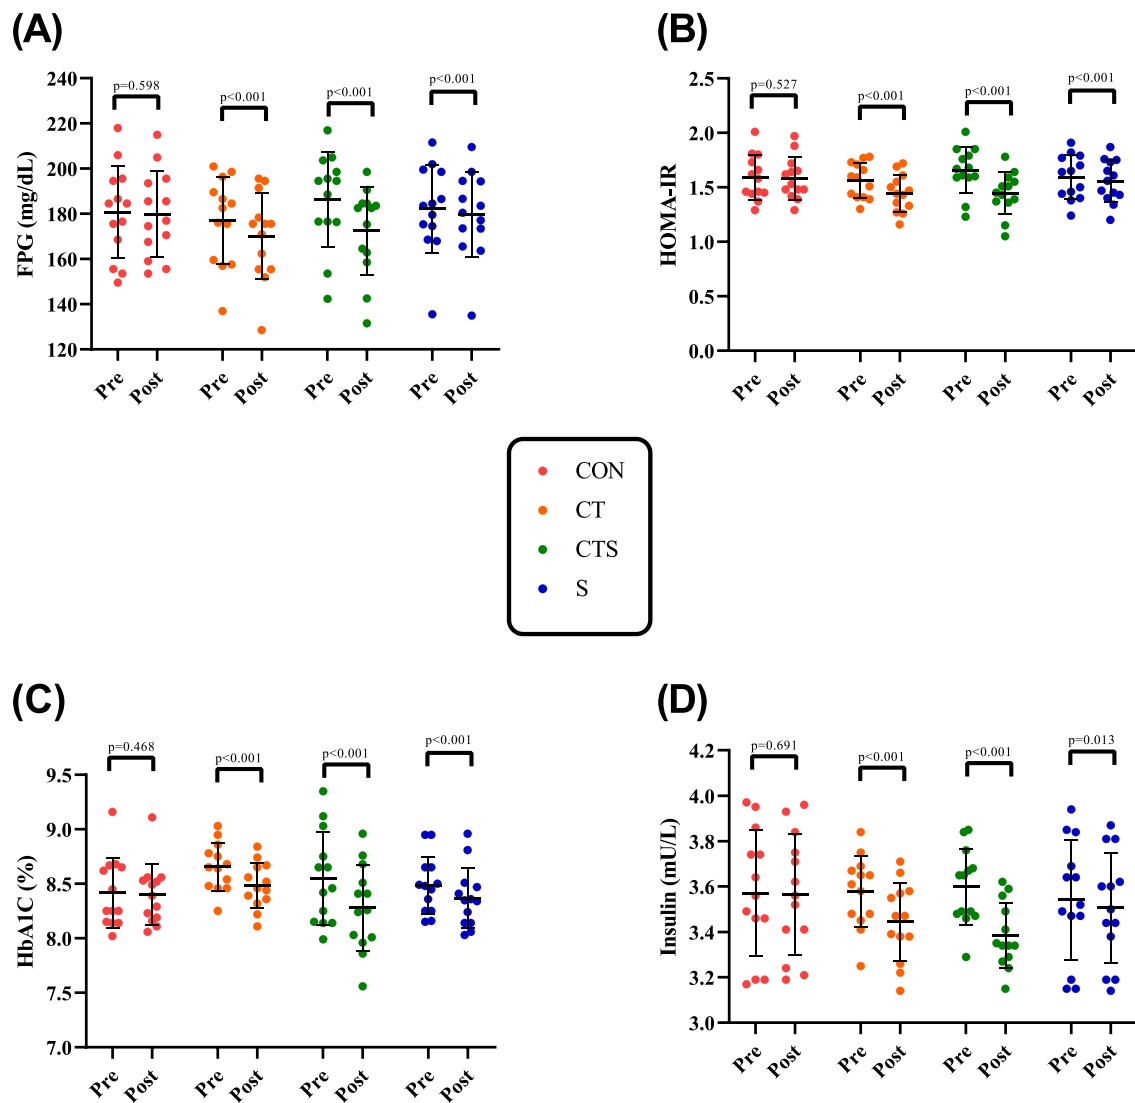 (A)
FPG (mg/dL)
240
220
200
180
160
140
120
p=0.598
p<0.001
p<0.001
p<0.001
Pre
Post
Pre
Post
Pre
Post
Pre
Post
(B)
HOMA-IR
2.5
2.0
1.5
1.0
0.5
0.0
p=0.527
p<0.001
p<0.001
p<0.001
Pre
Post
Pre
Post
Pre
Post
Pre
Post
CON
CT
CTS
S
(C)
HbA1C (%)
9.5
9.0
8.5
8.0
7.5
7.0
p=0.468
p<0.001
p<0.001
p<0.001
Pre
Post
Pre
Post
Pre
Post
Pre
Post
(D)
Insulin (mU/L)
4.2
4.0
3.8
3.6
3.4
3.2
3.0
p=0.691
p<0.001
p<0.001
p=0.013
Pre
Post
Pre
Post
Pre
Post
Pre
Post